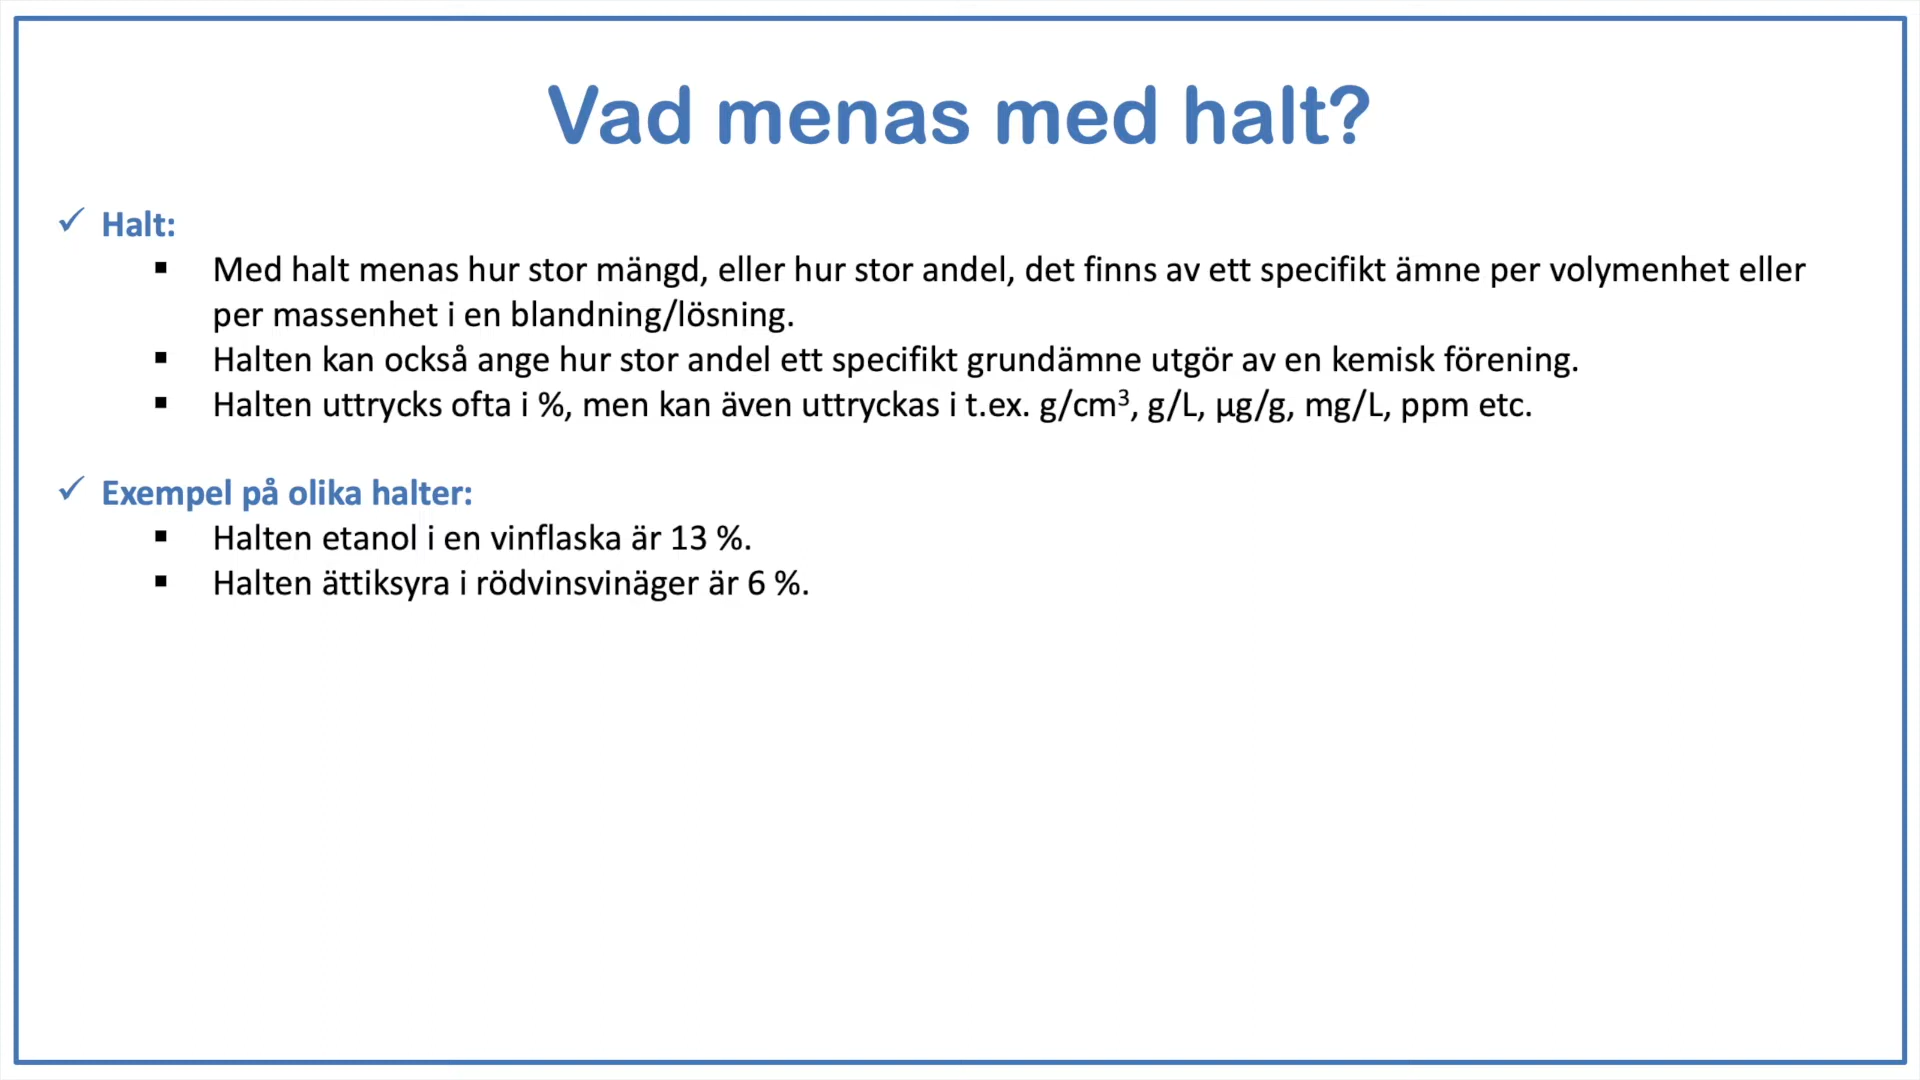 Vad menas med halt?
✓ Halt:
▪ Med halt menas hur stor mängd, eller hur stor andel, det finns av ett specifikt ämne per volymenhet eller
per massenhet i en blandning/lösning.
▪ Halten kan också ange hur stor andel ett specifikt grundämne utgör av en kemisk förening.
▪ Halten uttrycks ofta i %, men kan även uttryckas i t.ex. g/cm³, g/L, µg/g, mg/L, ppm etc.
✓ Exempel på olika halter:
▪ Halten etanol i en vinflaska är 13 %.
▪ Halten ättiksyra i rödvinsvinäger är 6 %.